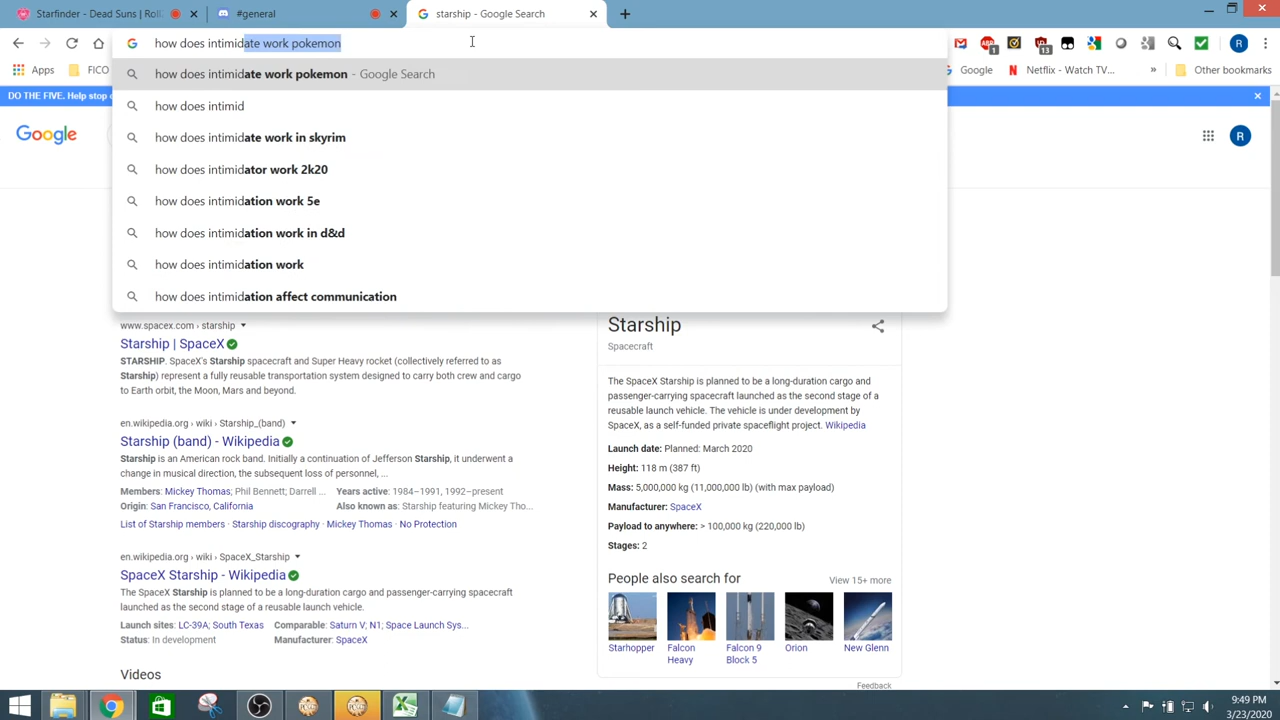 Starfinder - Dead Suns | Roll
#general
starship - Google Search
how does intimidate work pokemon
Apps
FICO
Google
Netflix - Watch TV...
»
Other bookmarks
how does intimidate work pokemon - Google Search
how does intimid
how does intimidate work in skyrim
how does intimidator work 2k20
how does intimidation work 5e
how does intimidation work in d&d
how does intimidation work
how does intimidation affect communication
DO THE FIVE. Help stop
Google
R
www.spacex.com › starship
Starship | SpaceX
STARSHIP. SpaceX's Starship spacecraft and Super Heavy rocket (collectively referred to as
Starship) represent a fully reusable transportation system designed to carry both crew and cargo
to Earth orbit, the Moon, Mars and beyond.
en.wikipedia.org › wiki › Starship_(band)
Starship (band) - Wikipedia
Starship is an American rock band. Initially a continuation of Jefferson Starship, it underwent a
change in musical direction, the subsequent loss of personnel, ...
Members: Mickey Thomas; Phil Bennett; Darrell ... Years active: 1984–1991, 1992–present
Origin: San Francisco, California Also known as: Starship featuring Mickey Tho...
List of Starship members · Starship discography · Mickey Thomas · No Protection
en.wikipedia.org › wiki › SpaceX_Starship
SpaceX Starship - Wikipedia
The SpaceX Starship is planned to be a long-duration cargo and passenger-carrying spacecraft
launched as the second stage of a reusable launch vehicle.
Launch sites: LC-39A; South Texas Comparable: Saturn V; N1; Space Launch Sys...
Status: In development Manufacturer: SpaceX
Videos
Starship
Spacecraft
The SpaceX Starship is planned to be a long-duration cargo and
passenger-carrying spacecraft launched as the second stage of a
reusable launch vehicle. The vehicle is under development by
SpaceX, as a self-funded private spaceflight project. Wikipedia
Launch date: Planned: March 2020
Height: 118 m (387 ft)
Mass: 5,000,000 kg (11,000,000 lb) (with max payload)
Manufacturer: SpaceX
Payload to anywhere: > 100,000 kg (220,000 lb)
Stages: 2
People also search for
View 15+ more
Starhopper
Falcon Heavy
Falcon 9 Block 5
Orion
New Glenn
Feedback
9:49 PM
3/23/2020